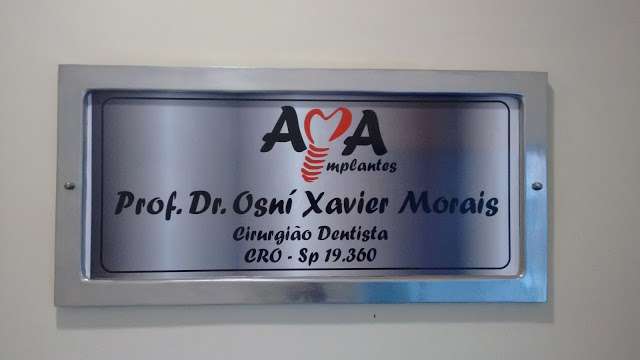 AMA
implantes
Prof. Dr. Osní Xavier Morais
Cirurgião Dentista
CRO - Sp 19.360